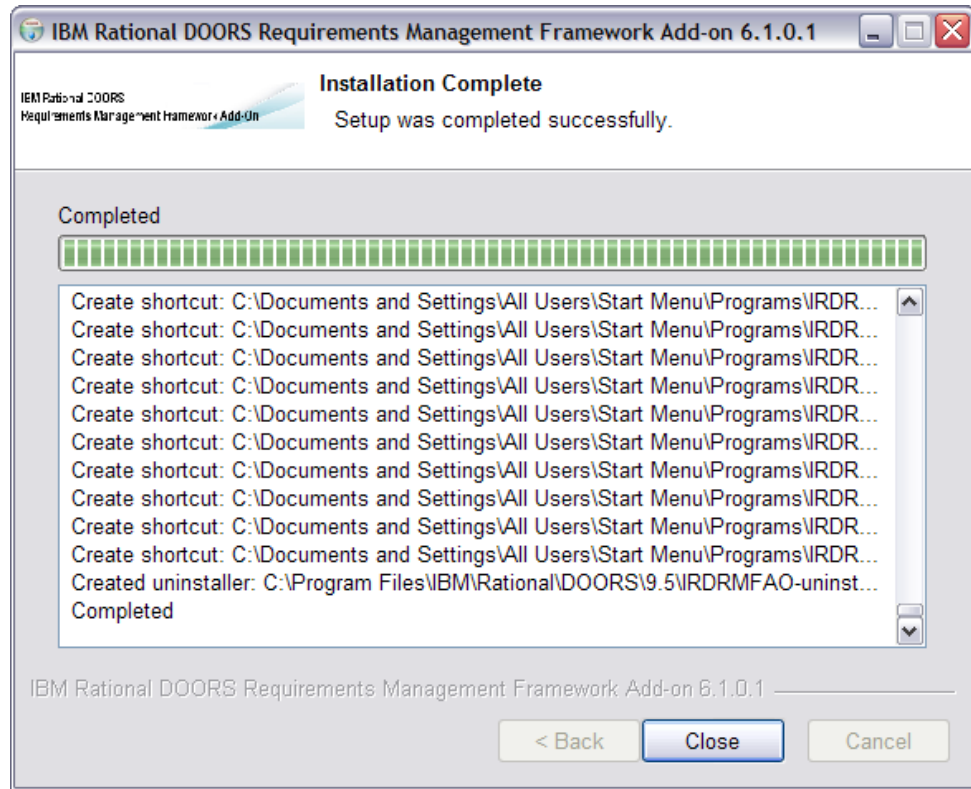 IBM Rational DOORS Requirements Management Framework Add-on 6.1.0.1
Installation Complete
Setup was completed successfully.
IBM Rational DOORS
Requirements Management Framework Add-On
Completed
Create shortcut: C:\Documents and Settings\All Users\Start Menu\Programs\IRDR...
Create shortcut: C:\Documents and Settings\All Users\Start Menu\Programs\IRDR...
Create shortcut: C:\Documents and Settings\All Users\Start Menu\Programs\IRDR...
Create shortcut: C:\Documents and Settings\All Users\Start Menu\Programs\IRDR...
Create shortcut: C:\Documents and Settings\All Users\Start Menu\Programs\IRDR...
Create shortcut: C:\Documents and Settings\All Users\Start Menu\Programs\IRDR...
Create shortcut: C:\Documents and Settings\All Users\Start Menu\Programs\IRDR...
Create shortcut: C:\Documents and Settings\All Users\Start Menu\Programs\IRDR...
Create shortcut: C:\Documents and Settings\All Users\Start Menu\Programs\IRDR...
Create shortcut: C:\Documents and Settings\All Users\Start Menu\Programs\IRDR...
Created uninstaller: C:\Program Files\IBM\Rational\DOORS\9.5\IRDRMFAO-uninst...
Completed
IBM Rational DOORS Requirements Management Framework Add-on 6.1.0.1
< Back
Close
Cancel